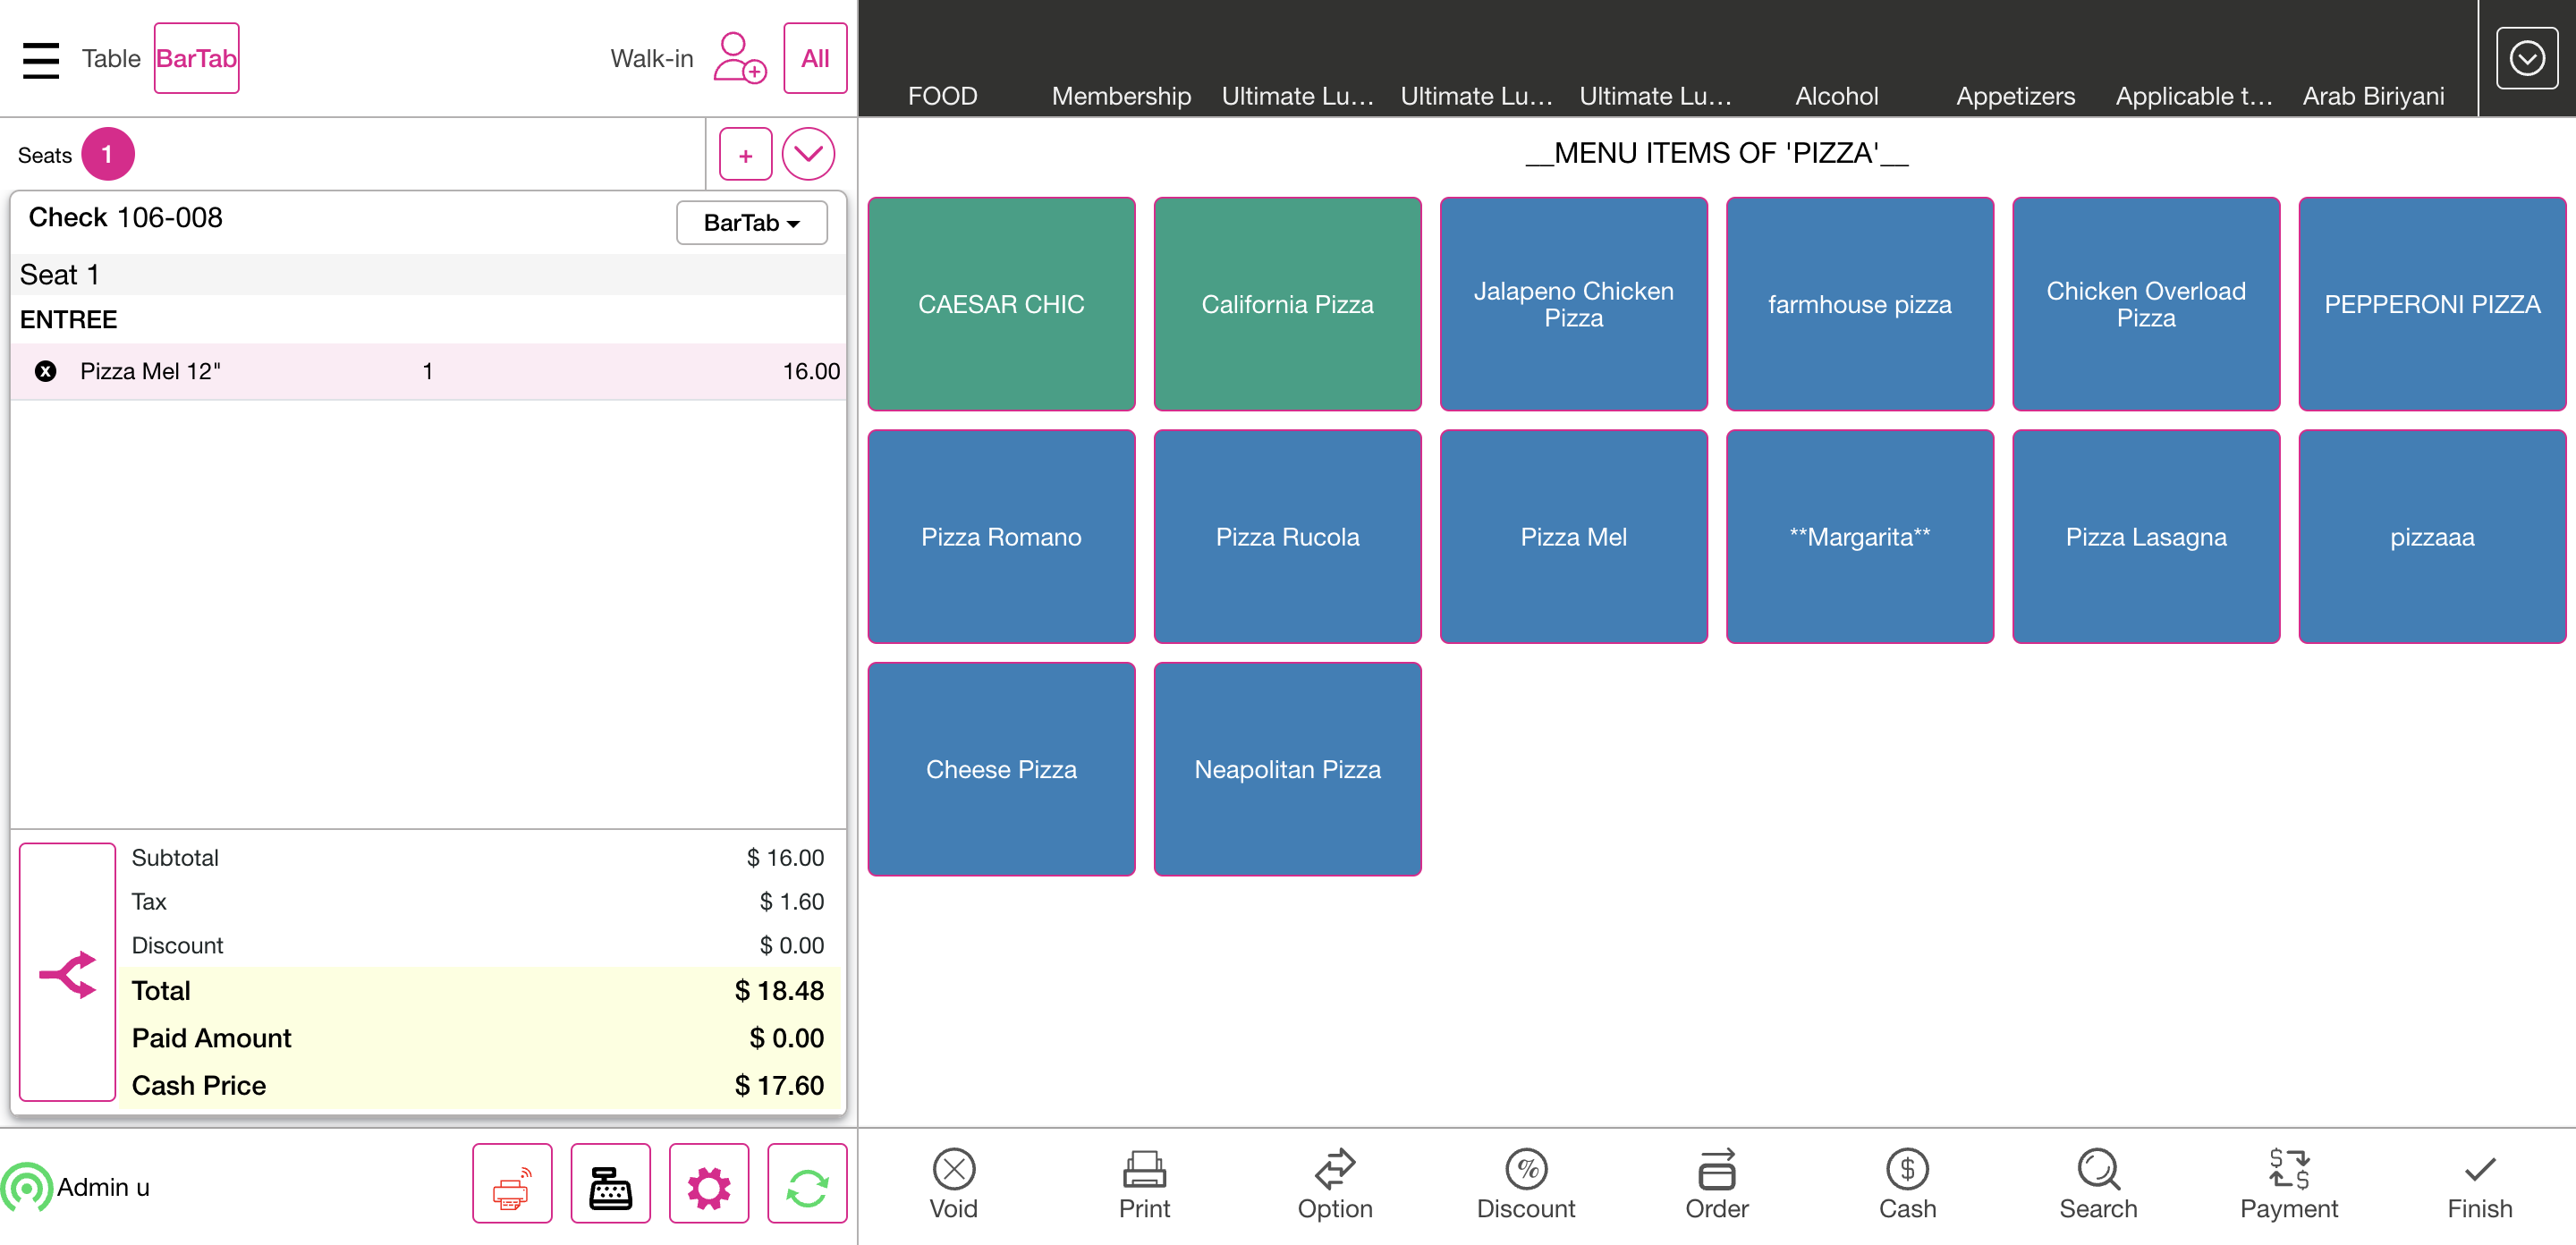 Table BarTab Walk-in All
FOOD Membership Ultimate Lu... Ultimate Lu... Ultimate Lu... Alcohol Appetizers Applicable t... Arab Biriyani
Seats 1 +
Check 106-008 BarTab
Seat 1
ENTREE
x Pizza Mel 12" 1 16.00
Subtotal $ 16.00
Tax $ 1.60
Discount $ 0.00
Total $ 18.48
Paid Amount $ 0.00
Cash Price $ 17.60
Admin u
__MENU ITEMS OF 'PIZZA'__
CAESAR CHIC
California Pizza
Jalapeno Chicken
Pizza
farmhouse pizza
Chicken Overload
Pizza
PEPPERONI PIZZA
Pizza Romano
Pizza Rucola
Pizza Mel
**Margarita**
Pizza Lasagna
pizzaaa
Cheese Pizza
Neapolitan Pizza
Void Print Option Discount Order Cash Search Payment Finish